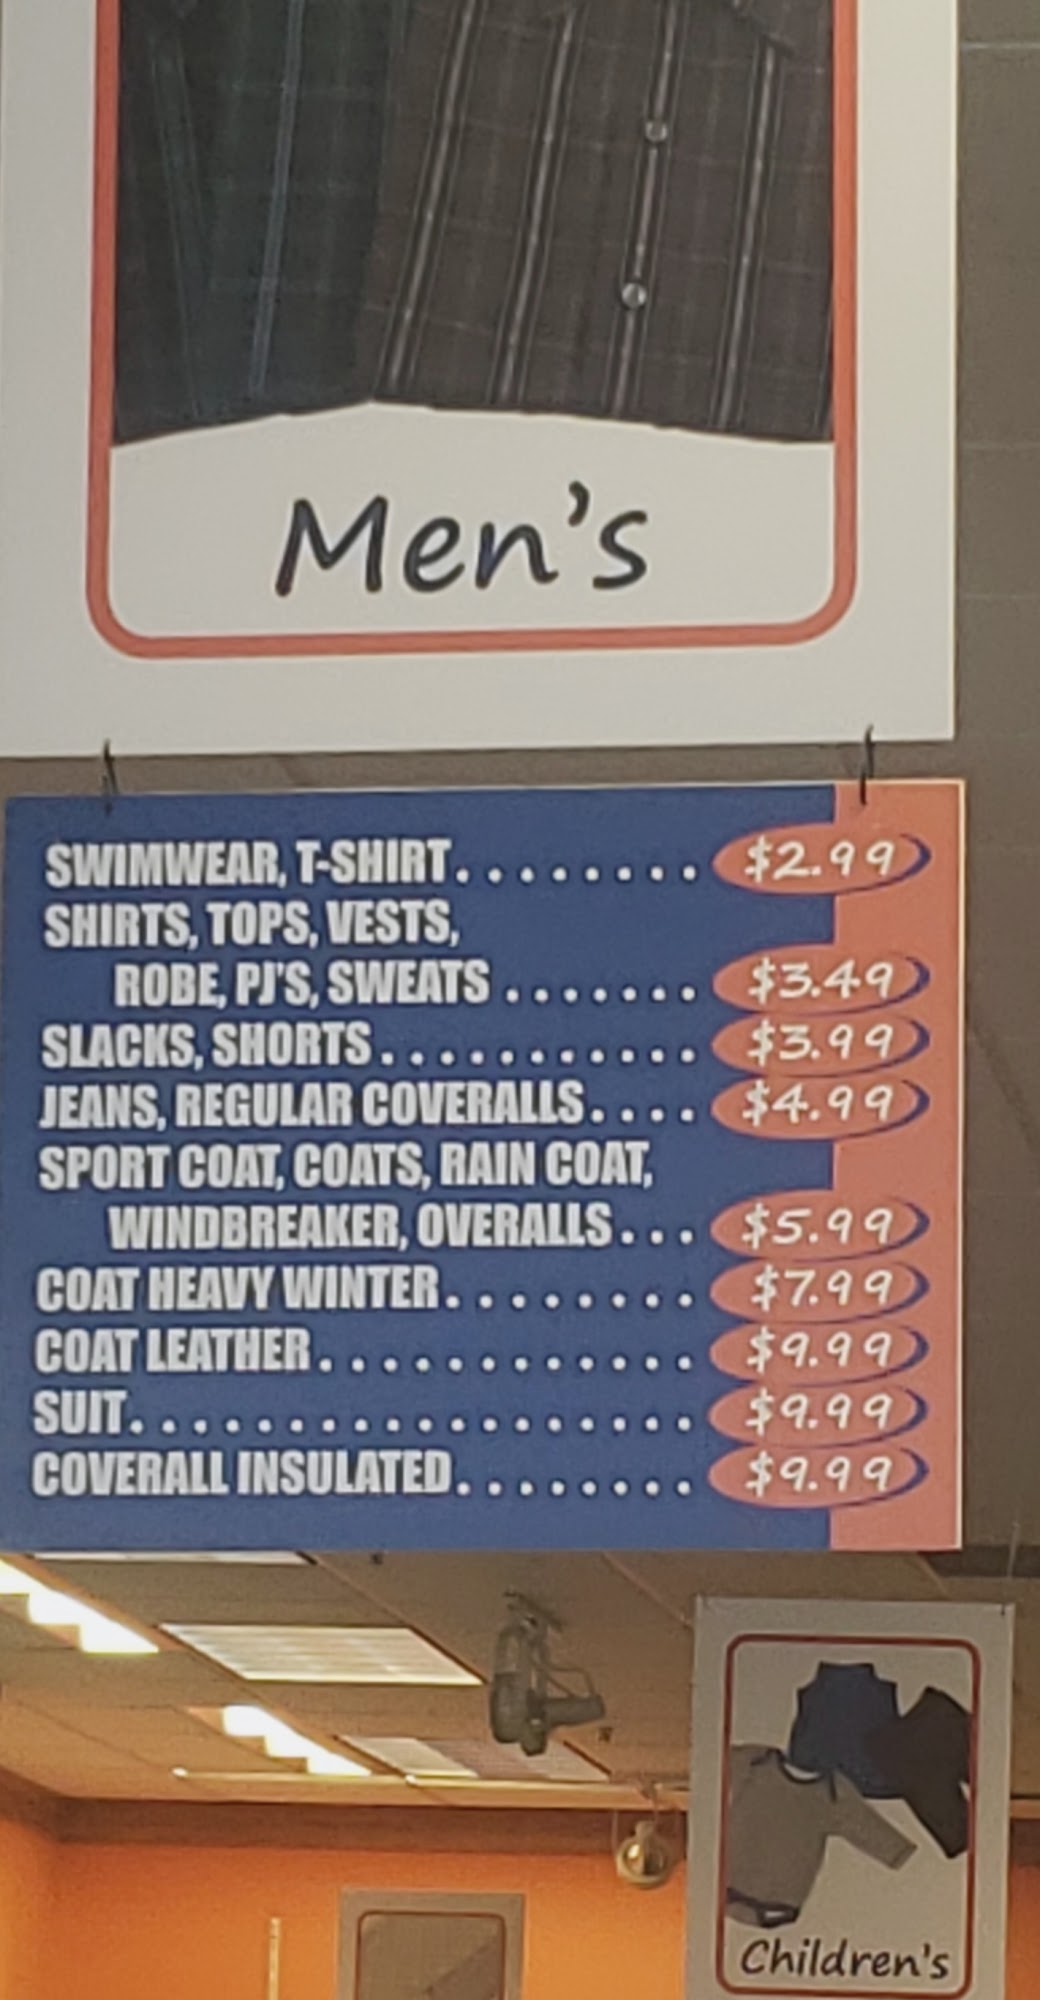 Men's
SWIMWEAR, T-SHIRT........ $2.99
SHIRTS, TOPS, VESTS,
ROBE, PJ'S, SWEATS ....... $3.49
SLACKS, SHORTS........... $3.99
JEANS, REGULAR COVERALLS.... $4.99
SPORT COAT, COATS, RAIN COAT,
WINDBREAKER, OVERALLS... $5.99
COAT HEAVY WINTER........ $7.99
COAT LEATHER............. $9.99
SUIT.................. $9.99
COVERALL INSULATED........ $9.99
Children's